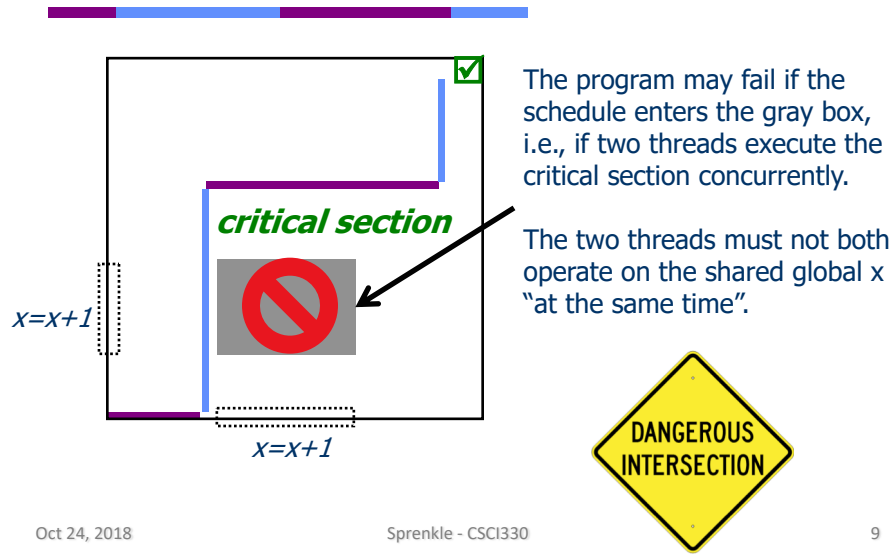 The program may fail if the
schedule enters the gray box,
i.e., if two threads execute the
critical section concurrently.
The two threads must not both
operate on the shared global x
“at the same time”.
critical section
x=x+1
x=x+1
DANGEROUS
INTERSECTION
Oct 24, 2018
Sprenkle - CSCI330
9